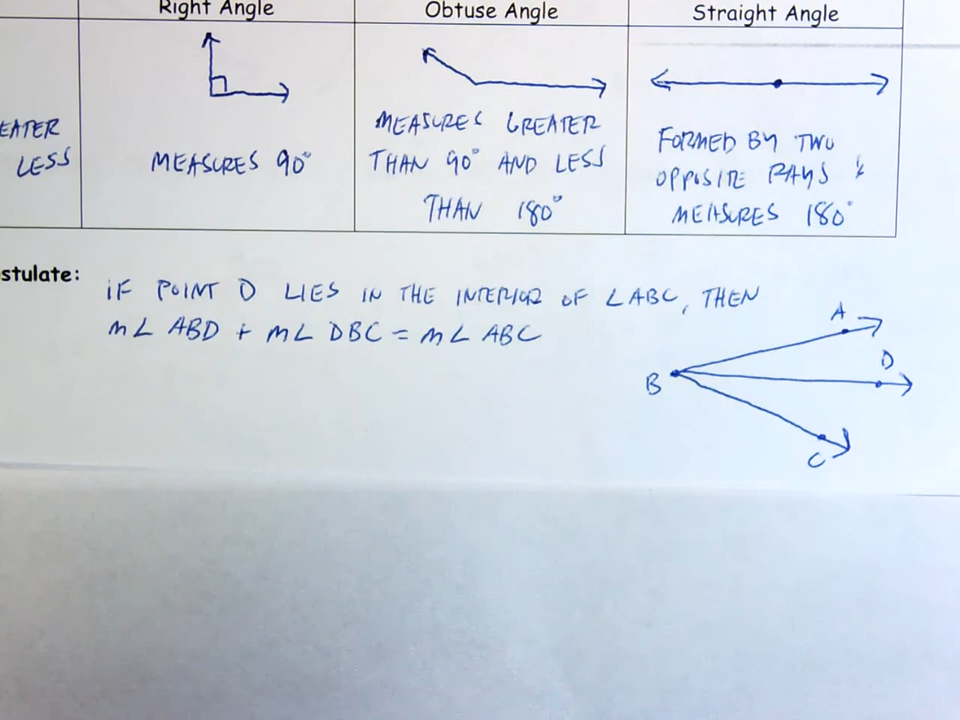 Right Angle
Obtuse Angle
Straight Angle
EATER
LESS
MEASURES 90°
MEASURES GREATER
THAN 90° AND LESS
THAN 180°
FORMED BY TWO
OPPOSITE RAYS &
MEASURES 180°
stulate:
IF POINT D LIES IN THE INTERIOR OF ∠ABC, THEN
m∠ ABD + m∠ DBC = m∠ ABC
A
D
B
C